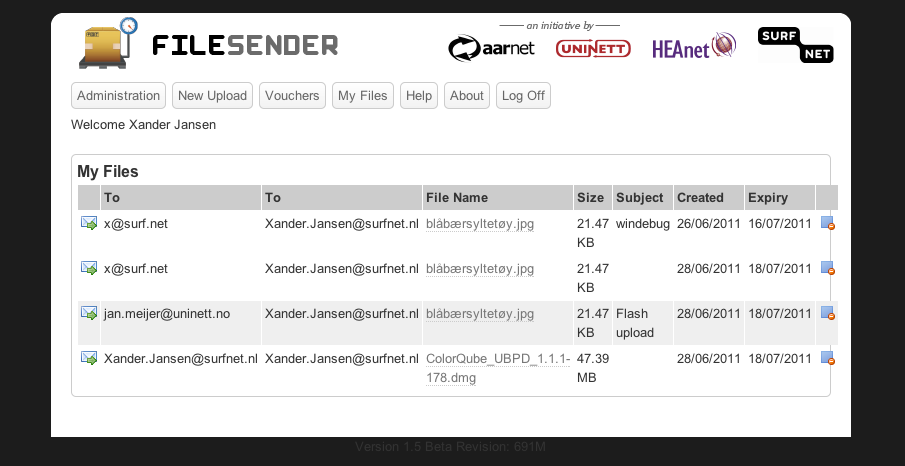 an initiative by
FILESENDER
aarnet
UNINETT
HEAnet
SURF
NET
Administration New Upload Vouchers My Files Help About Log Off
Welcome Xander Jansen
My Files
To To File Name Size Subject Created Expiry
x@surf.net Xander.Jansen@surfnet.nl blåbærsyltetøy.jpg 21.47 windebug 26/06/2011 16/07/2011
KB
x@surf.net Xander.Jansen@surfnet.nl blåbærsyltetøy.jpg 21.47 28/06/2011 18/07/2011
KB
jan.meijer@uninett.no Xander.Jansen@surfnet.nl blåbærsyltetøy.jpg 21.47 Flash 28/06/2011 18/07/2011
KB upload
Xander.Jansen@surfnet.nl Xander.Jansen@surfnet.nl ColorQube_UBPD_1.1.1- 47.39 28/06/2011 18/07/2011
178.dmg MB
Version 1.5 Beta Revision: 691M